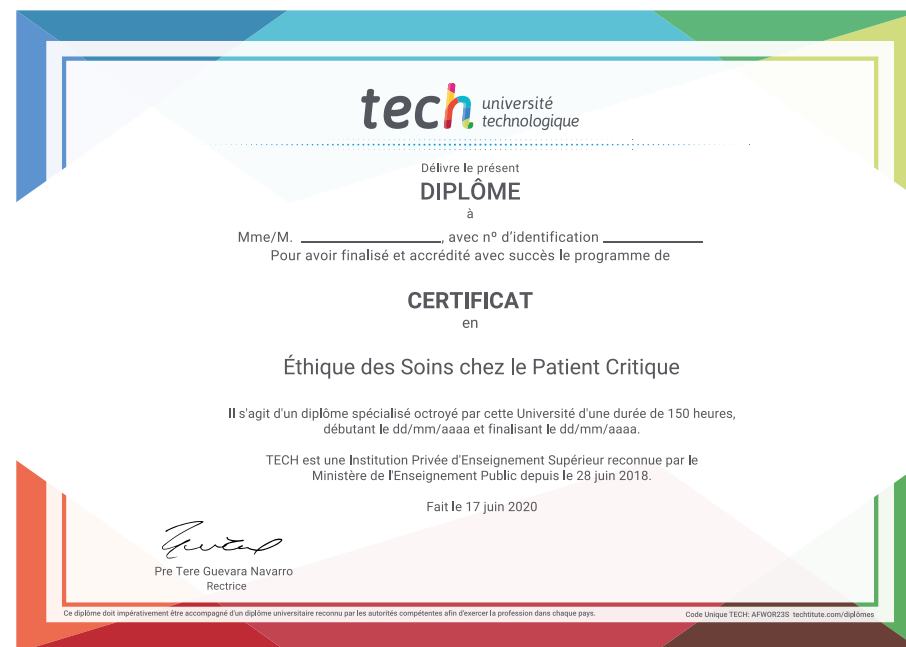 tech université
technologique
Délivre le présent
DIPLÔME
à
Mme/M. ____________________, avec nº d'identification ______________
Pour avoir finalisé et accrédité avec succès le programme de
CERTIFICAT
en
Éthique des Soins chez le Patient Critique
Il s'agit d'un diplôme spécialisé octroyé par cette Université d'une durée de 150 heures,
débutant le dd/mm/aaaa et finalisant le dd/mm/aaaa.
TECH est une Institution Privée d'Enseignement Supérieur reconnue par le
Ministère de l'Enseignement Public depuis le 28 juin 2018.
Fait le 17 juin 2020
Pre Tere Guevara Navarro
Rectrice
Ce diplôme doit impérativement être accompagné d'un diplôme universitaire reconnu par les autorités compétentes afin d'exercer la profession dans chaque pays.
Code Unique TECH: AFWOR23S techtitute.com/diplômes